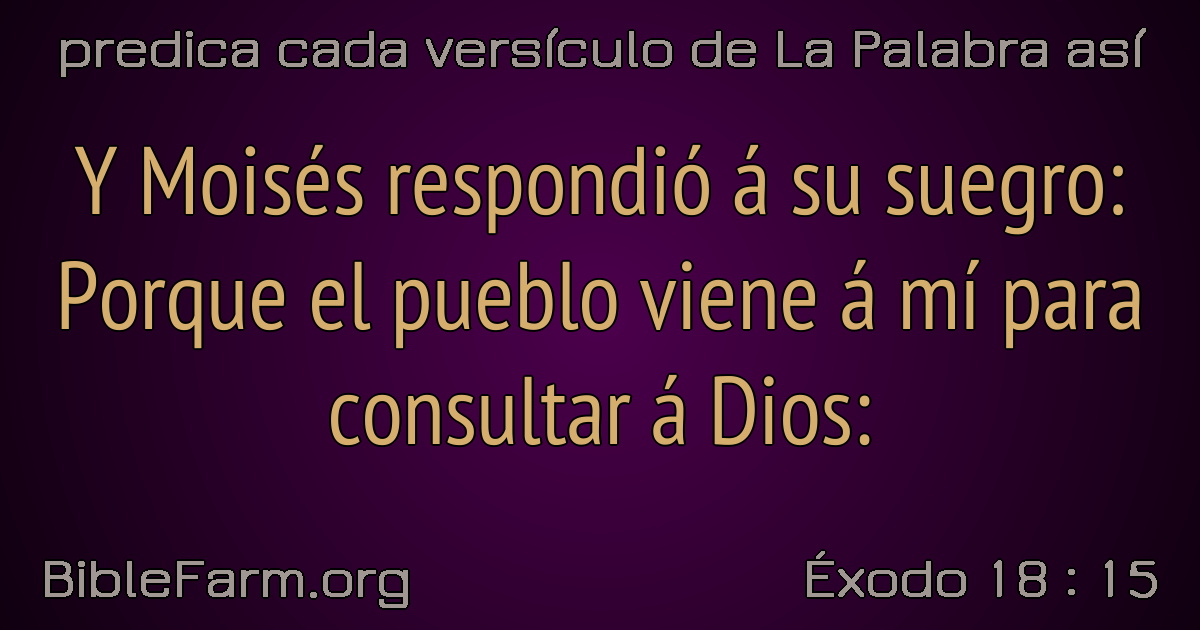 predica cada versículo de La Palabra así
Y Moisés respondió á su suegro:
Porque el pueblo viene á mí para
consultar á Dios:
BibleFarm.org
Éxodo 18 : 15